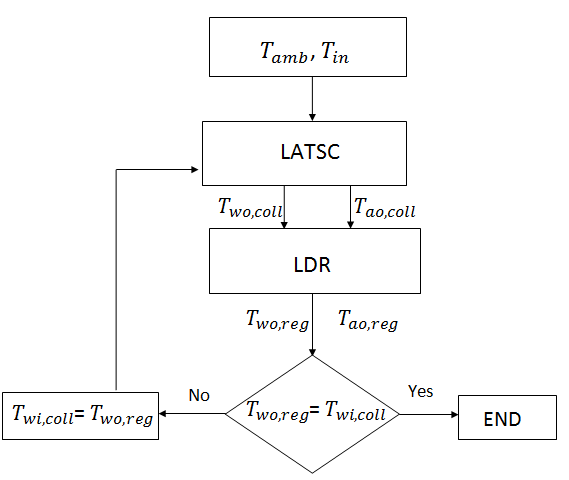 T_amb, T_in
LATSC
T_wo,coll T_ao,coll
LDR
T_wo,reg T_ao,reg
No
Yes
T_wi,coll= T_wo,reg
T_wo,reg= T_wi,coll
END